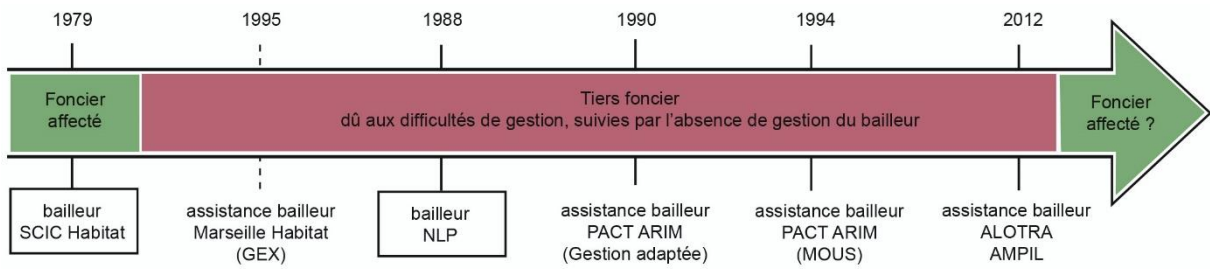 1979
1995
1988
1990
1994
2012
Foncier
affecté
Tiers foncier
dû aux difficultés de gestion, suivies par l'absence de gestion du bailleur
Foncier
affecté ?
bailleur
SCIC Habitat
assistance bailleur
Marseille Habitat
(GEX)
bailleur
NLP
assistance bailleur
PACT ARIM
(Gestion adaptée)
assistance bailleur
PACT ARIM
(MOUS)
assistance bailleur
ALOTRA
AMPIL